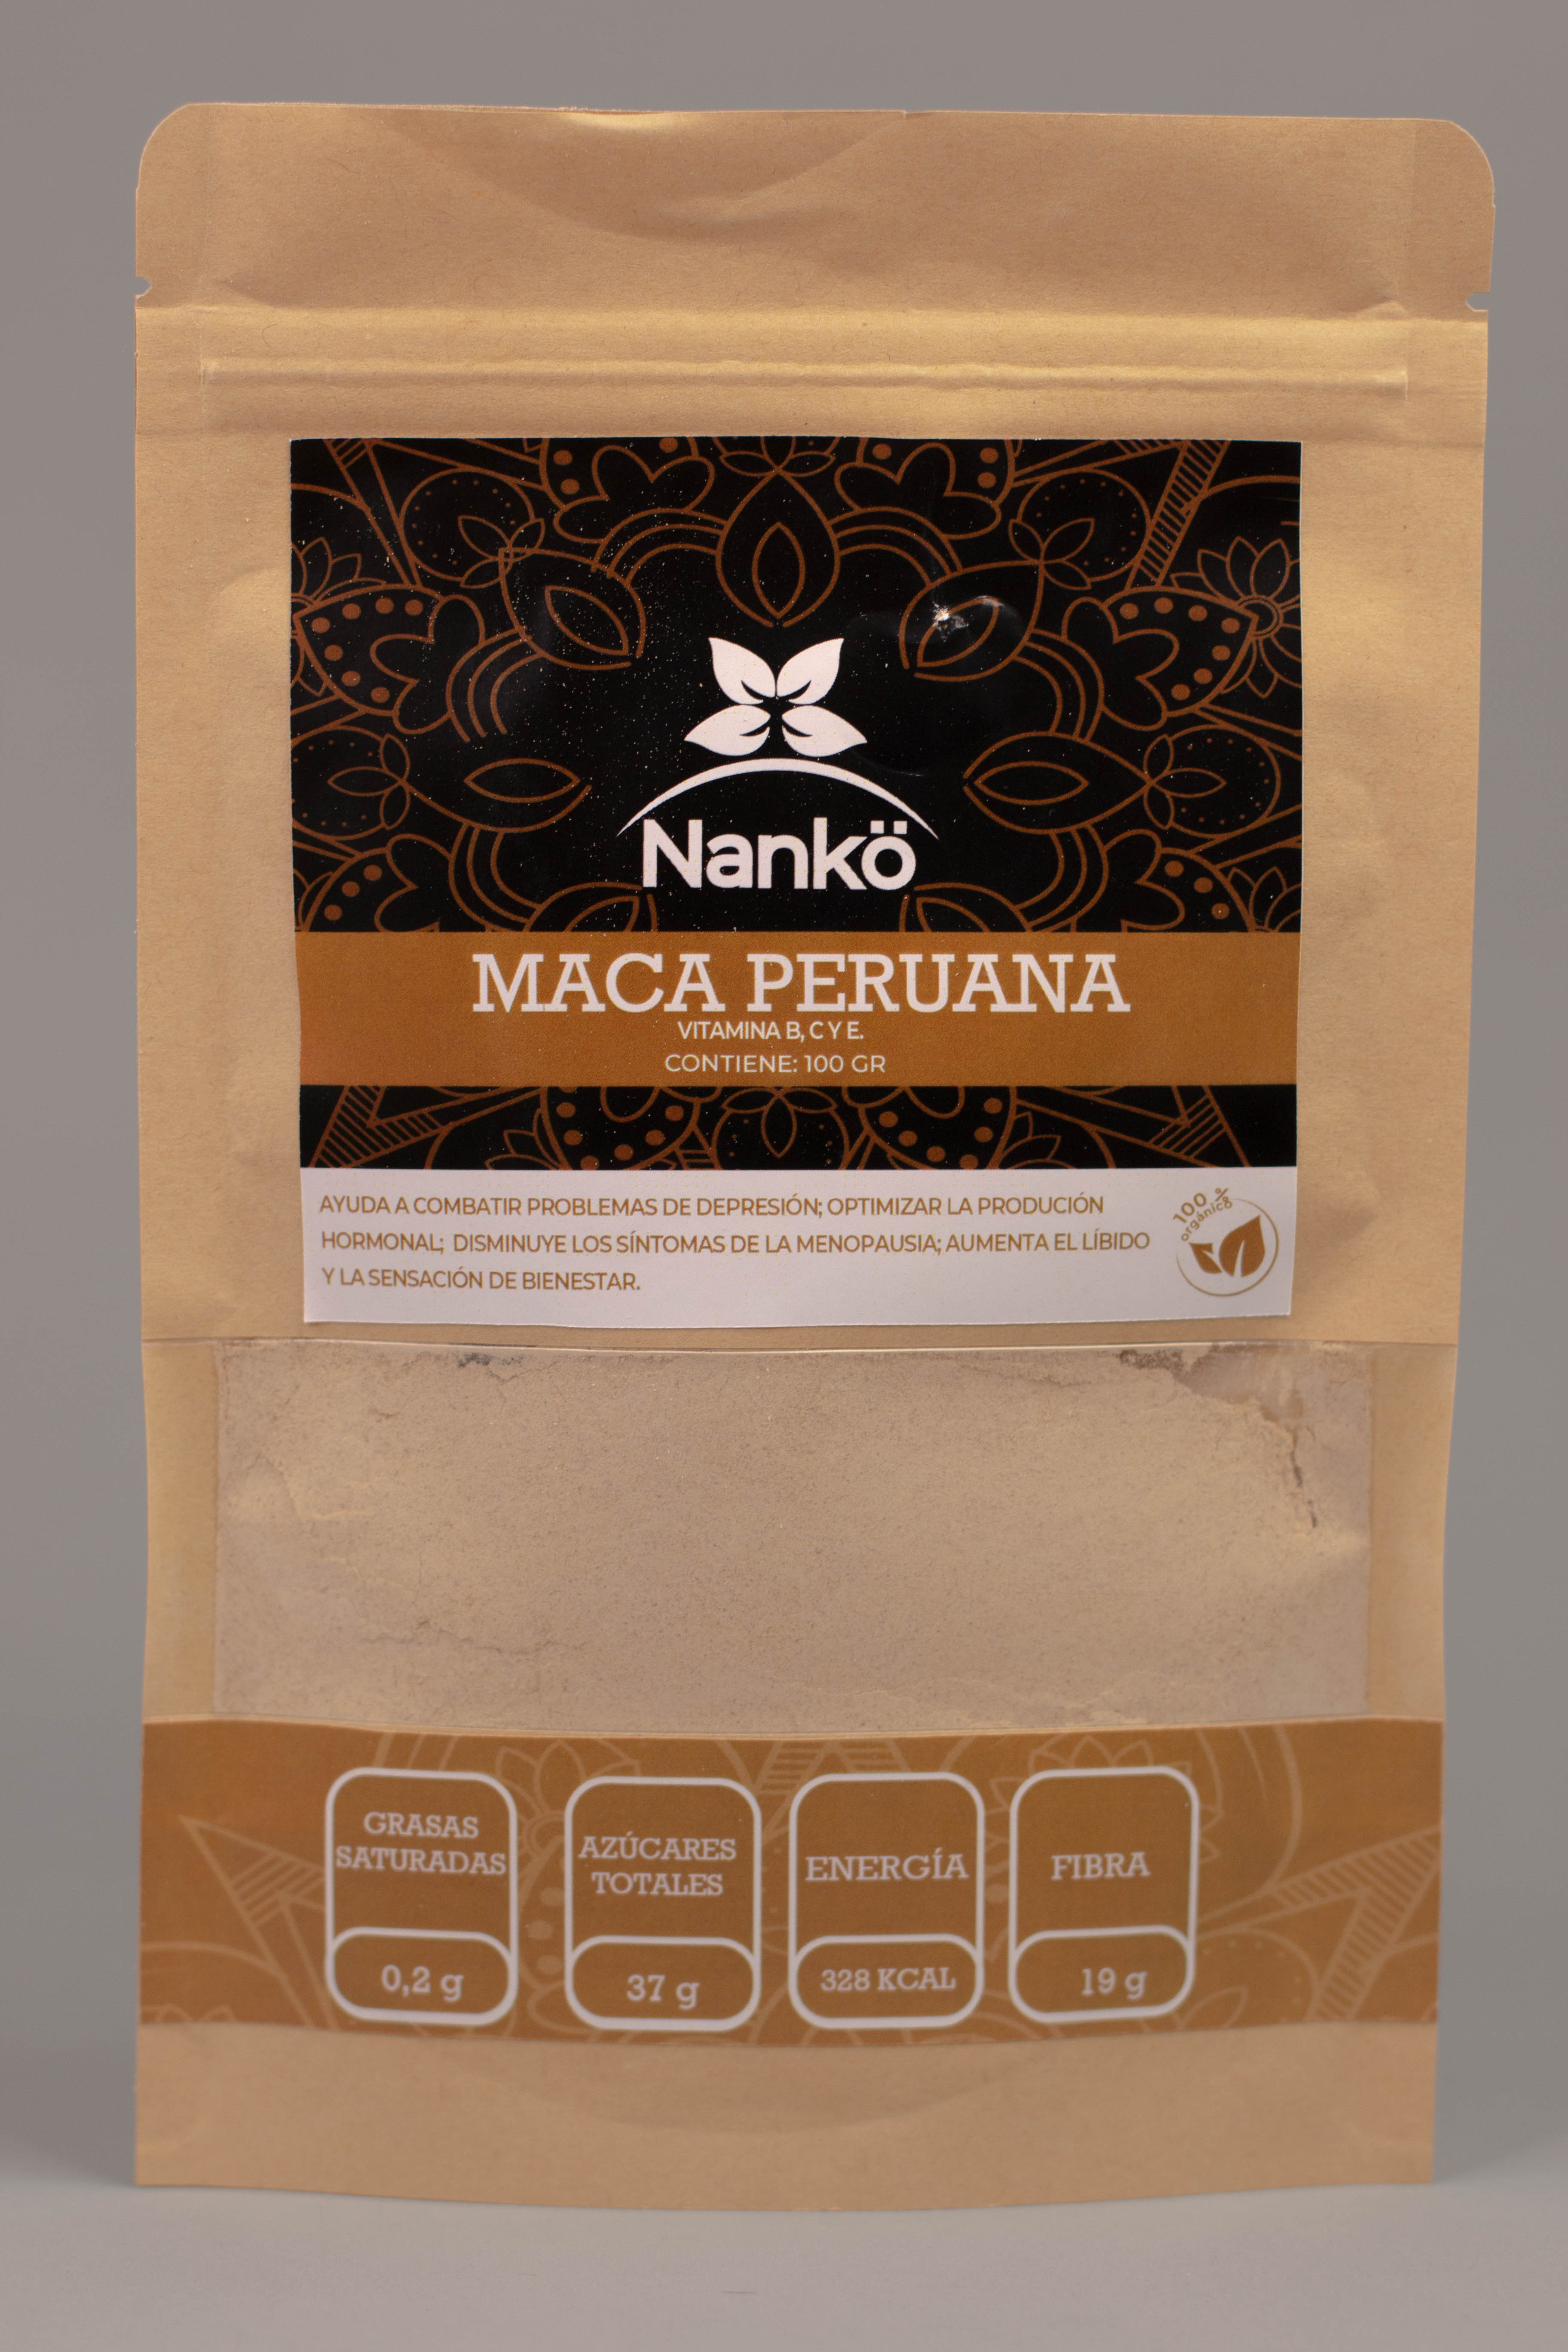 Nankö
MACA PERUANA
VITAMINA B, C Y E.
CONTIENE: 100 GR
AYUDA A COMBATIR PROBLEMAS DE DEPRESIÓN; OPTIMIZAR LA PRODUCIÓN
HORMONAL; DISMINUYE LOS SÍNTOMAS DE LA MENOPAUSIA; AUMENTA EL LÍBIDO
Y LA SENSACIÓN DE BIENESTAR.
100 %
orgánico
GRASAS
SATURADAS
0,2 g
AZÚCARES
TOTALES
37 g
ENERGÍA
328 KCAL
FIBRA
19 g